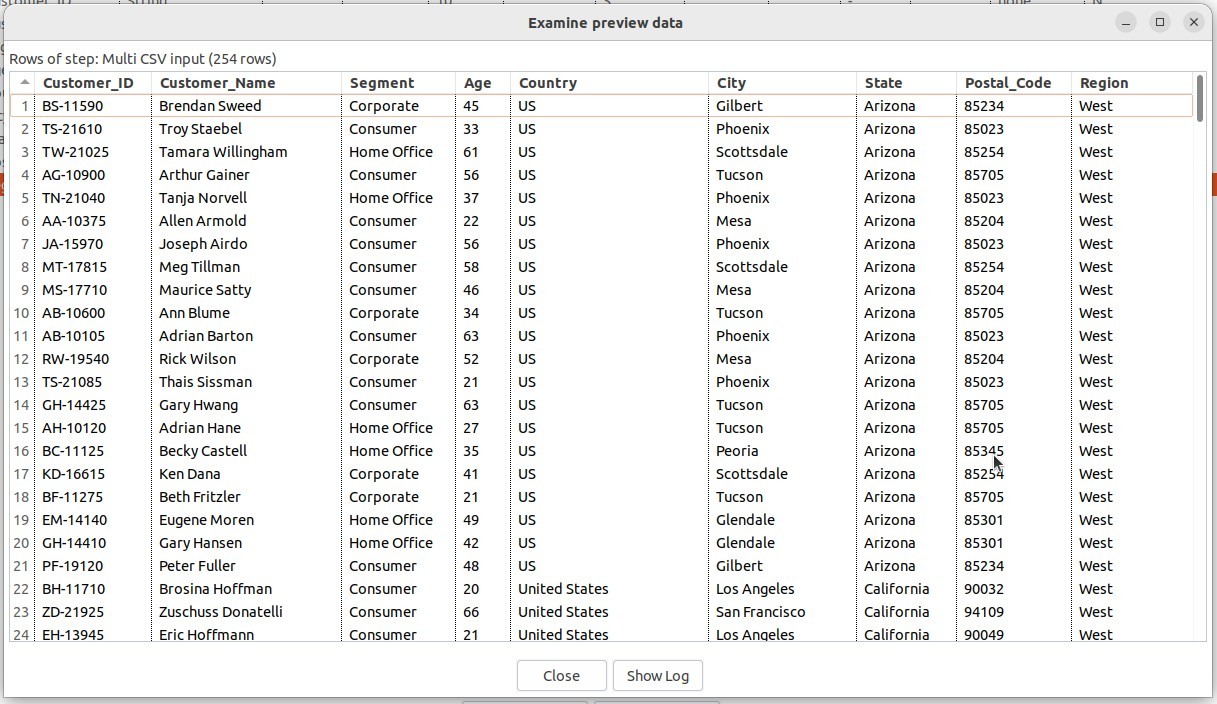 Examine preview data
Rows of step: Multi CSV input (254 rows)
Customer_ID Customer_Name Segment Age Country City State Postal_Code Region
1 BS-11590 Brendan Sweed Corporate 45 US Gilbert Arizona 85234 West
2 TS-21610 Troy Staebel Consumer 33 US Phoenix Arizona 85023 West
3 TW-21025 Tamara Willingham Home Office 61 US Scottsdale Arizona 85254 West
4 AG-10900 Arthur Gainer Consumer 56 US Tucson Arizona 85705 West
5 TN-21040 Tanja Norvell Home Office 37 US Phoenix Arizona 85023 West
6 AA-10375 Allen Armold Consumer 22 US Mesa Arizona 85204 West
7 JA-15970 Joseph Airdo Consumer 56 US Phoenix Arizona 85023 West
8 MT-17815 Meg Tillman Consumer 58 US Scottsdale Arizona 85254 West
9 MS-17710 Maurice Satty Consumer 46 US Mesa Arizona 85204 West
10 AB-10600 Ann Blume Corporate 34 US Tucson Arizona 85705 West
11 AB-10105 Adrian Barton Consumer 63 US Phoenix Arizona 85023 West
12 RW-19540 Rick Wilson Corporate 52 US Mesa Arizona 85204 West
13 TS-21085 Thais Sissman Consumer 21 US Phoenix Arizona 85023 West
14 GH-14425 Gary Hwang Consumer 63 US Tucson Arizona 85705 West
15 AH-10120 Adrian Hane Home Office 27 US Tucson Arizona 85705 West
16 BC-11125 Becky Castell Home Office 35 US Peoria Arizona 85345 West
17 KD-16615 Ken Dana Corporate 41 US Scottsdale Arizona 85254 West
18 BF-11275 Beth Fritzler Corporate 21 US Tucson Arizona 85705 West
19 EM-14140 Eugene Moren Home Office 49 US Glendale Arizona 85301 West
20 GH-14410 Gary Hansen Home Office 42 US Glendale Arizona 85301 West
21 PF-19120 Peter Fuller Consumer 48 US Gilbert Arizona 85234 West
22 BH-11710 Brosina Hoffman Consumer 20 United States Los Angeles California 90032 West
23 ZD-21925 Zuschuss Donatelli Consumer 66 United States San Francisco California 94109 West
24 EH-13945 Eric Hoffmann Consumer 21 United States Los Angeles California 90049 West
Close Show Log